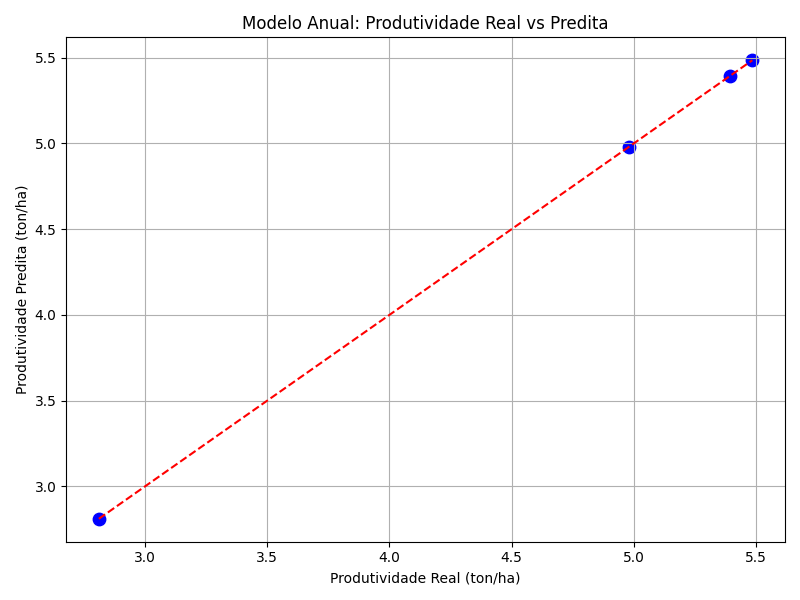 Modelo Anual: Produtividade Real vs Predita
Produtividade Predita (ton/ha)
5.5
5.0
4.5
4.0
3.5
3.0
3.0 3.5 4.0 4.5 5.0 5.5
Produtividade Real (ton/ha)